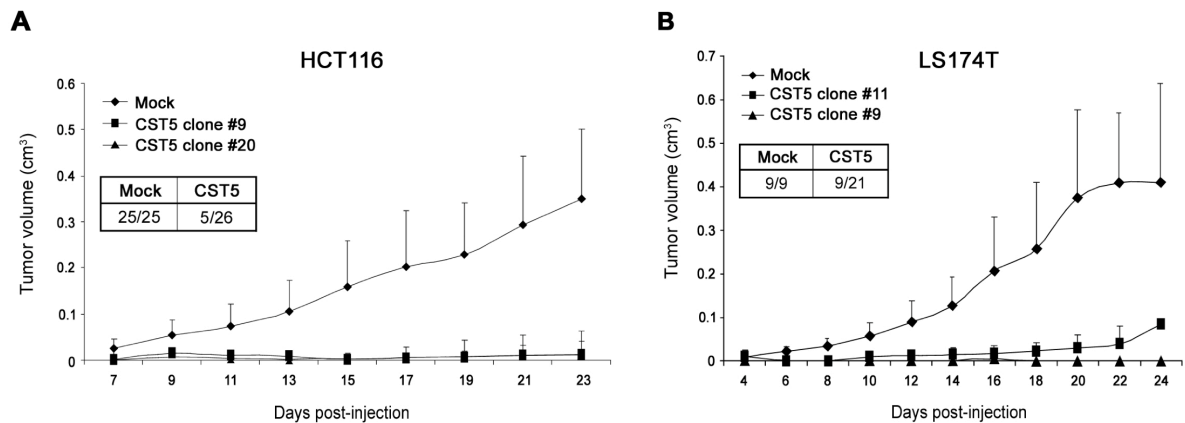 A
HCT116
Mock
CST5 clone #9
CST5 clone #20
Mock CST5
25/25 5/26
Tumor volume (cm³)
0.6
0.5
0.4
0.3
0.2
0.1
0
7 9 11 13 15 17 19 21 23
Days post-injection
B
LS174T
Mock
CST5 clone #11
CST5 clone #9
Mock CST5
9/9 9/21
Tumor volume (cm³)
0.7
0.6
0.5
0.4
0.3
0.2
0.1
0
4 6 8 10 12 14 16 18 20 22 24
Days post-injection